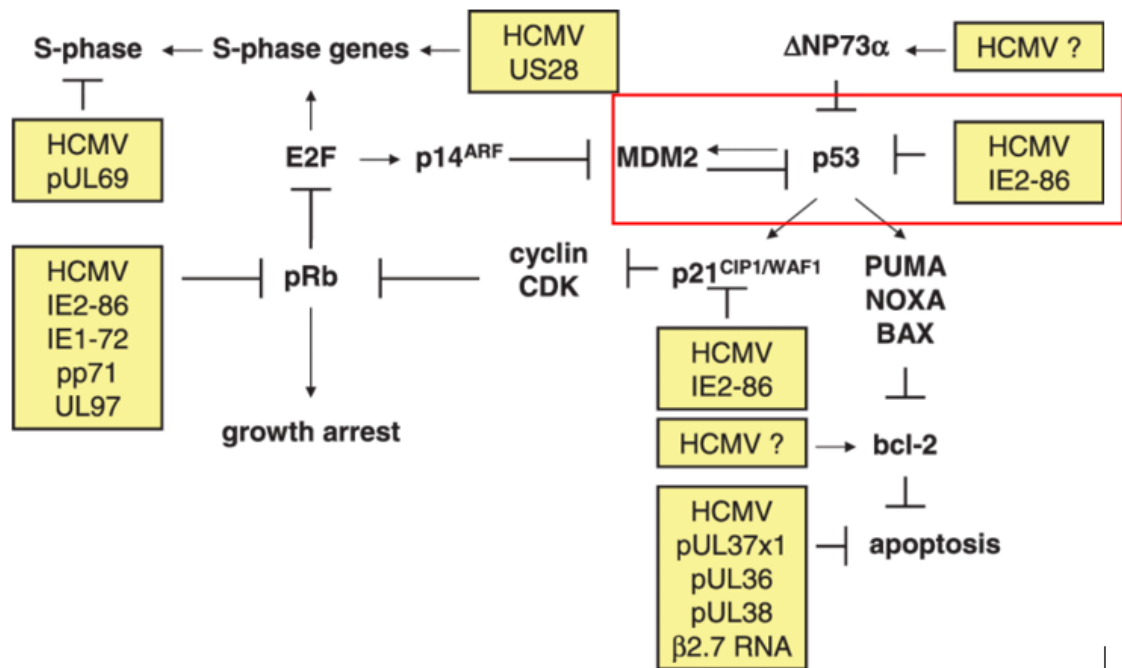 S-phase
S-phase genes
HCMV
US28
ΔNP73α
HCMV ?
HCMV
pUL69
E2F
p14ARF
MDM2
p53
HCMV
IE2-86
HCMV
IE2-86
IE1-72
pp71
UL97
pRb
cyclin
CDK
p21CIP1/WAF1
PUMA
NOXA
BAX
HCMV
IE2-86
growth arrest
HCMV ?
bcl-2
HCMV
pUL37x1
pUL36
pUL38
β2.7 RNA
apoptosis